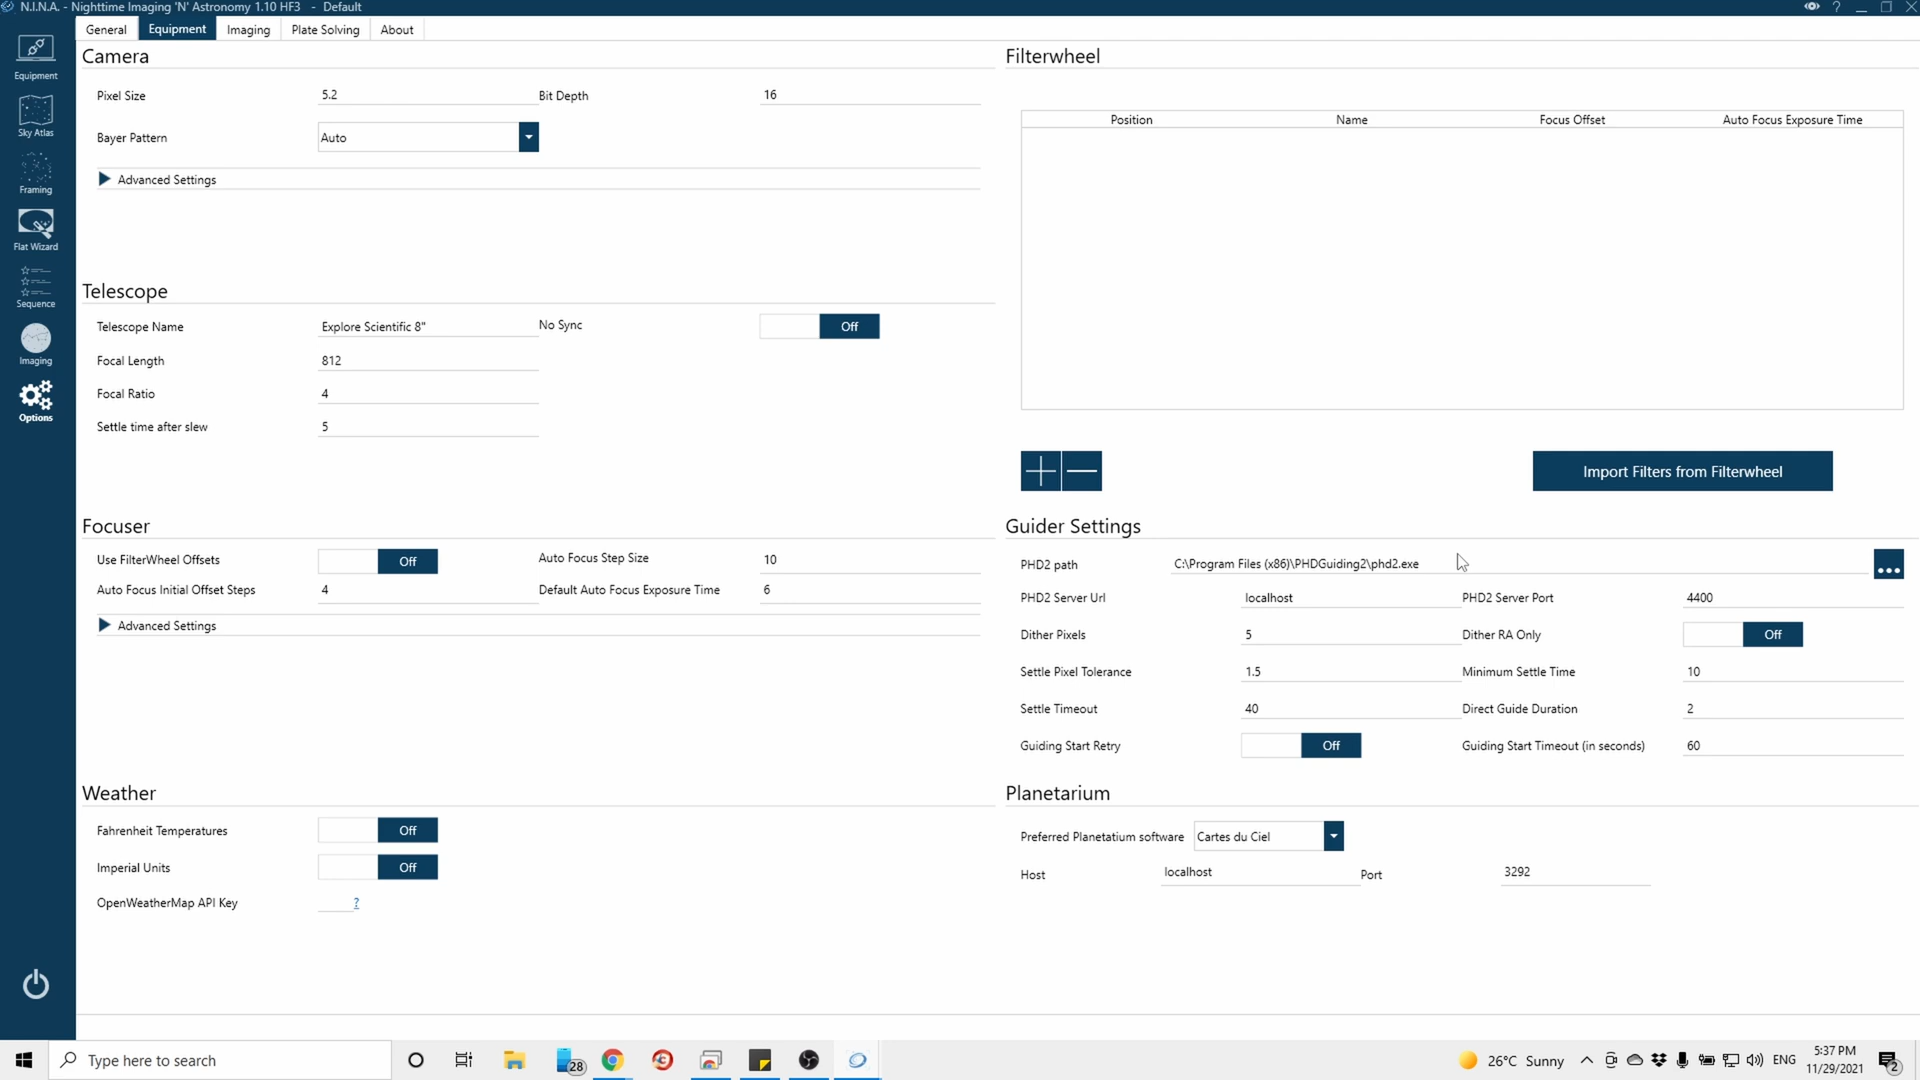 N.I.N.A. - Nighttime Imaging 'N' Astronomy 1.10 HF3 - Default
General Equipment Imaging Plate Solving About
Equipment
Sky Atlas
Framing
Flat Wizard
Sequence
Imaging
Options
Camera
Pixel Size 5.2 Bit Depth 16
Bayer Pattern Auto
Advanced Settings
Telescope
Telescope Name Explore Scientific 8" No Sync Off
Focal Length 812
Focal Ratio 4
Settle time after slew 5
Focuser
Use FilterWheel Offsets Off Auto Focus Step Size 10
Auto Focus Initial Offset Steps 4 Default Auto Focus Exposure Time 6
Advanced Settings
Weather
Fahrenheit Temperatures Off
Imperial Units Off
OpenWeatherMap API Key ?
Filterwheel
Position Name Focus Offset Auto Focus Exposure Time
Import Filters from Filterwheel
Guider Settings
PHD2 path C:\Program Files (x86)\PHDGuiding2\phd2.exe ...
PHD2 Server Url localhost PHD2 Server Port 4400
Dither Pixels 5 Dither RA Only Off
Settle Pixel Tolerance 1.5 Minimum Settle Time 10
Settle Timeout 40 Direct Guide Duration 2
Guiding Start Retry Off Guiding Start Timeout (in seconds) 60
Planetarium
Preferred Planetatium software Cartes du Ciel
Host localhost Port 3292
Type here to search
28
26°C Sunny
ENG
5:37 PM
11/29/2021
2